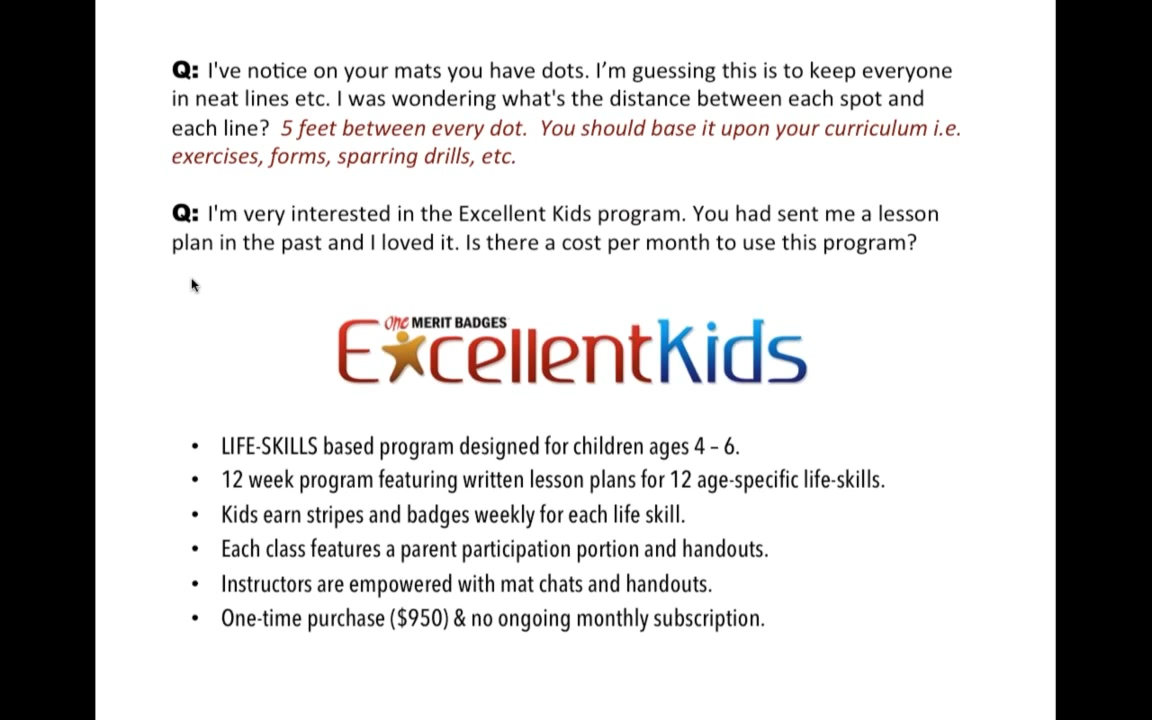 Q: I've notice on your mats you have dots. I’m guessing this is to keep everyone
in neat lines etc. I was wondering what's the distance between each spot and
each line?  5 feet between every dot.  You should base it upon your curriculum i.e.
exercises, forms, sparring drills, etc.
Q: I'm very interested in the Excellent Kids program. You had sent me a lesson
plan in the past and I loved it. Is there a cost per month to use this program?
One MERIT BADGES
ExcellentKids
• LIFE-SKILLS based program designed for children ages 4 – 6.
• 12 week program featuring written lesson plans for 12 age-specific life-skills.
• Kids earn stripes and badges weekly for each life skill.
• Each class features a parent participation portion and handouts.
• Instructors are empowered with mat chats and handouts.
• One-time purchase ($950) & no ongoing monthly subscription.